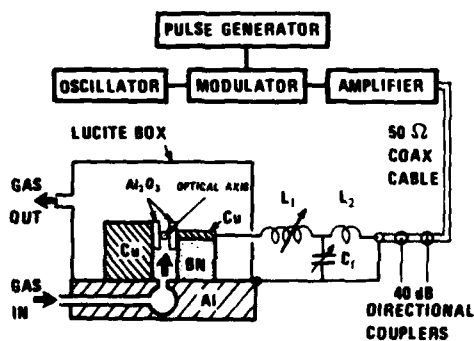 PULSE GENERATOR
OSCILLATOR MODULATOR AMPLIFIER
LUCITE BOX
50 Ω
COAX
CABLE
GAS
OUT
Al₂O₃ OPTICAL AXIS
Cu
L₁ L₂
Cu
BN
C₁
GAS
IN
Al
40 dB
DIRECTIONAL
COUPLERS